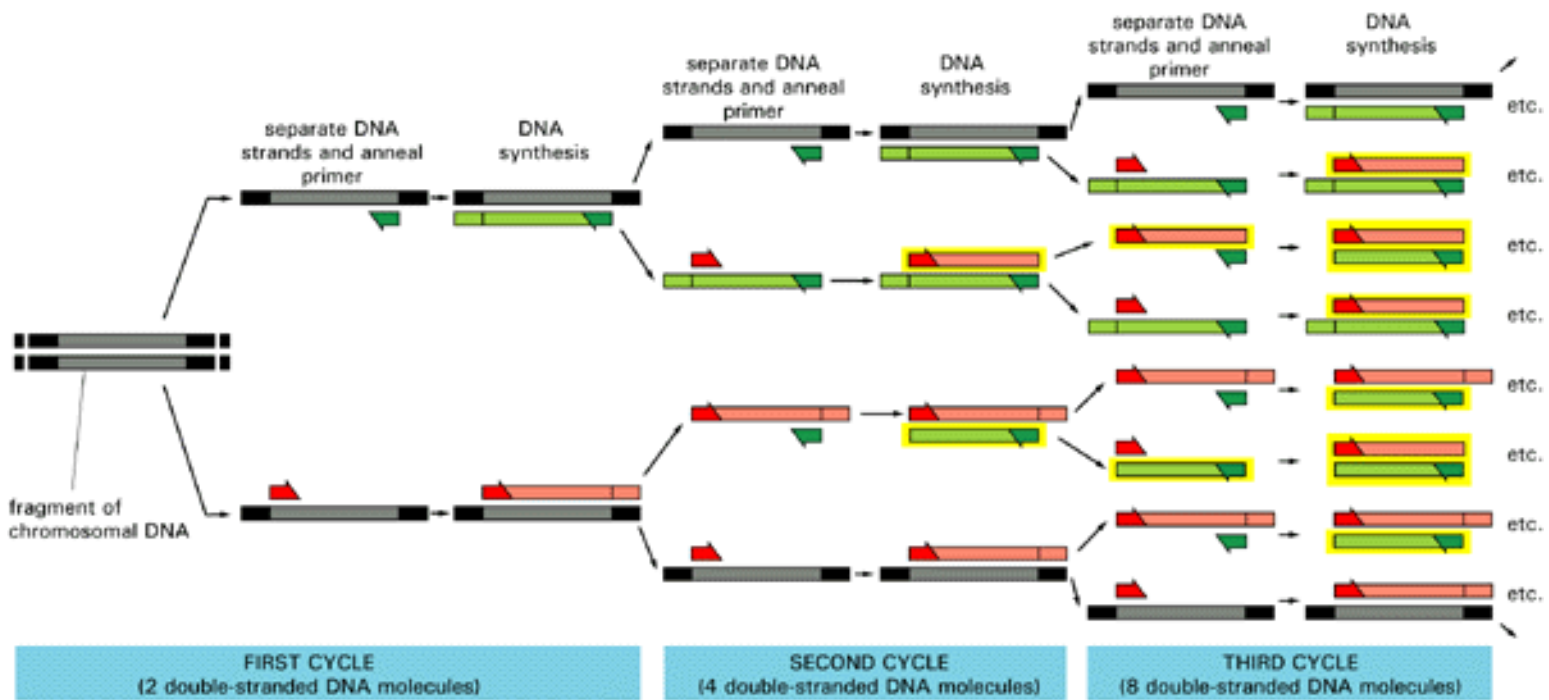 separate DNA
strands and anneal
primer
DNA
synthesis
separate DNA
strands and anneal
primer
DNA
synthesis
separate DNA
strands and anneal
primer
DNA
synthesis
etc.
etc.
etc.
etc.
etc.
etc.
etc.
etc.
fragment of
chromosomal DNA
FIRST CYCLE
(2 double-stranded DNA molecules)
SECOND CYCLE
(4 double-stranded DNA molecules)
THIRD CYCLE
(8 double-stranded DNA molecules)